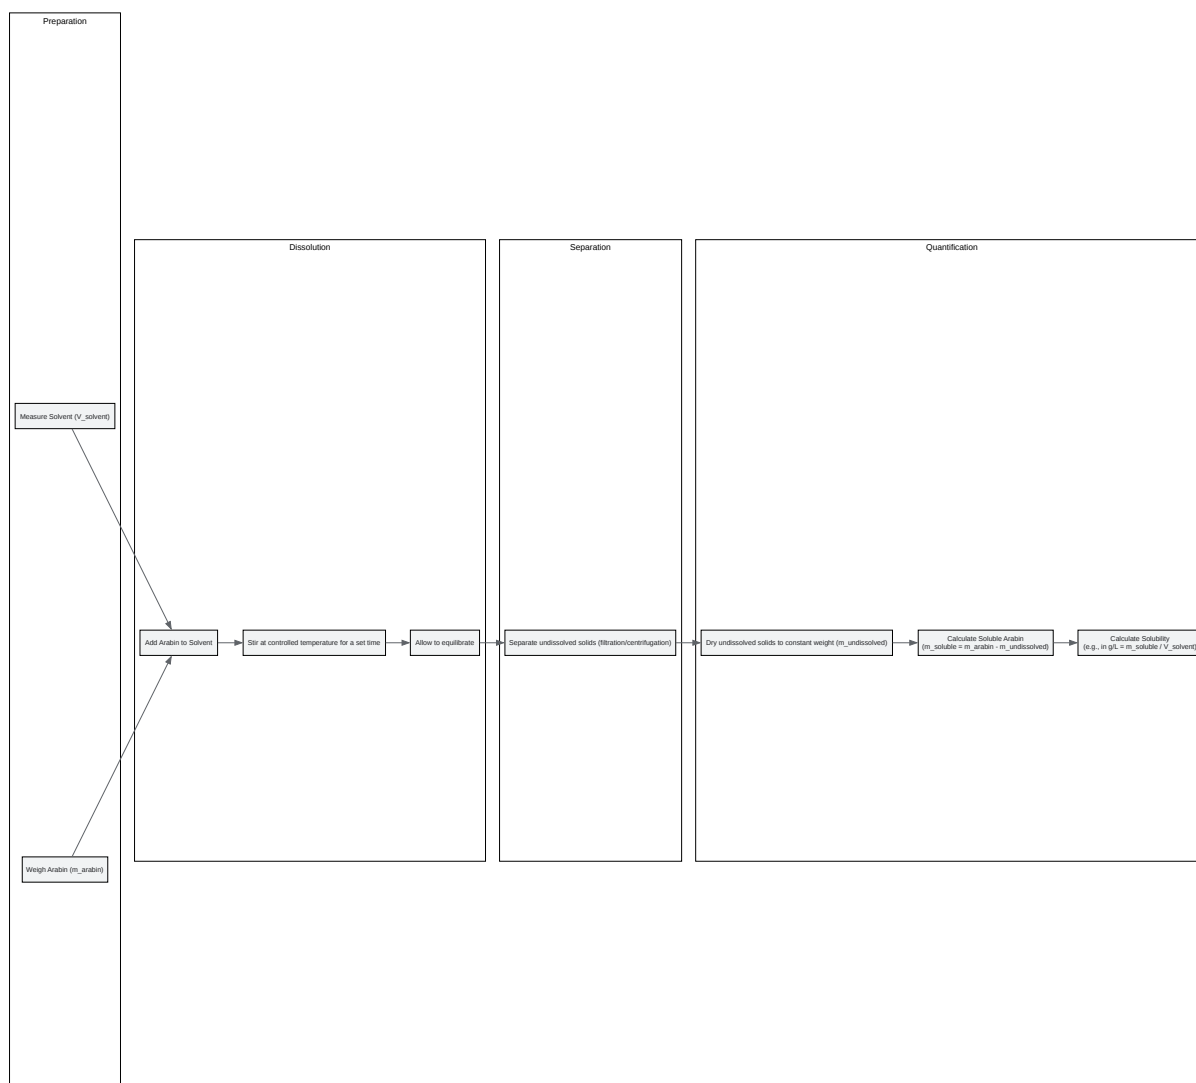 Preparation
Dissolution
Separation
Quantification
Measure Solvent (V_solvent)
Add Arabin to Solvent
Stir at controlled temperature for a set time
Allow to equilibrate
Separate undissolved solids (filtration/centrifugation)
Dry undissolved solids to constant weight (m_undissolved)
Calculate Soluble Arabin
(m_soluble = m_arabin - m_undissolved)
Calculate Solubility
(e.g., in g/L = m_soluble / V_solvent)
Weigh Arabin (m_arabin)